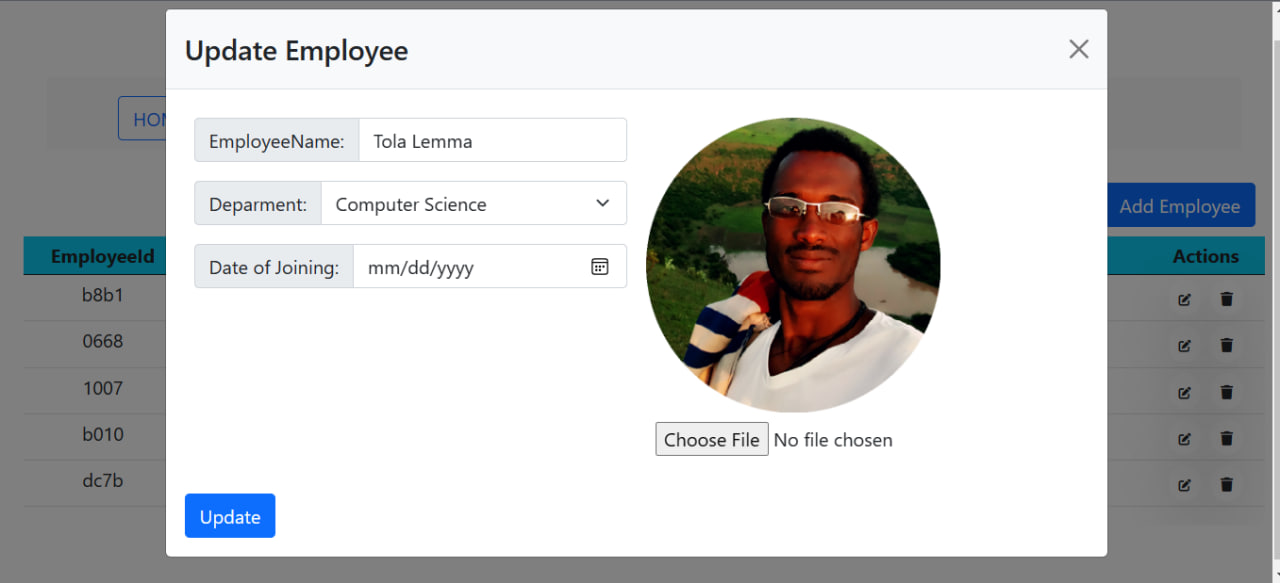 Update Employee
HOM
EmployeeName: Tola Lemma
Deparment: Computer Science
Add Employee
EmployeeId
Actions
Date of Joining: mm/dd/yyyy
b8b1
0668
1007
b010
Choose File No file chosen
dc7b
Update